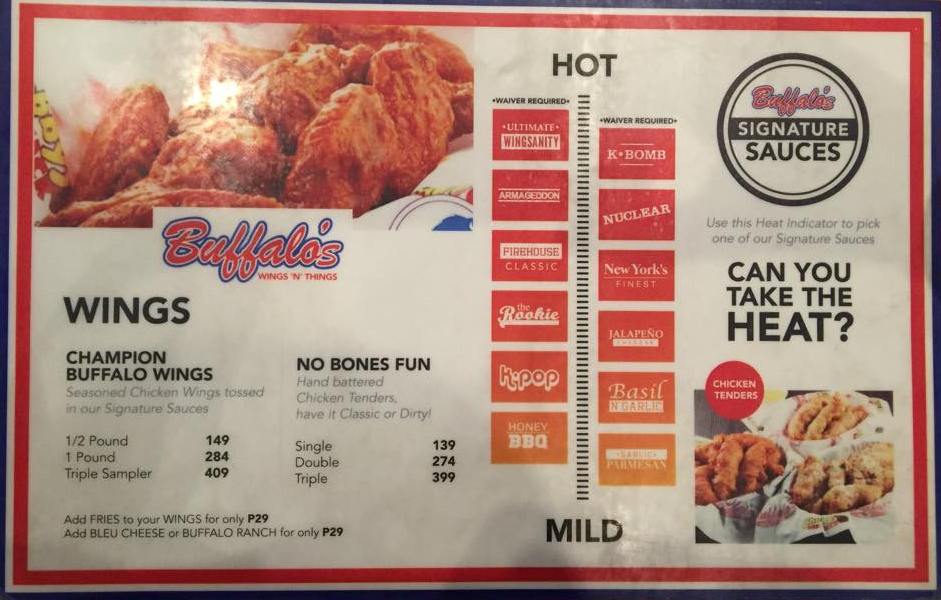 Buffalo's
WINGS 'N' THINGS
WINGS
CHAMPION
BUFFALO WINGS
Seasoned Chicken Wings tossed
in our Signature Sauces
1/2 Pound 149
1 Pound 284
Triple Sampler 409
NO BONES FUN
Hand battered
Chicken Tenders,
have it Classic or Dirty!
Single 139
Double 274
Triple 399
Add FRIES to your WINGS for only P29
Add BLEU CHEESE or BUFFALO RANCH for only P29
HOT
•WAIVER REQUIRED•
•ULTIMATE•
WINGSANITY
ARMAGEDDON
FIREHOUSE
CLASSIC
the
Rookie
k-pop
HONEY
BBQ
•WAIVER REQUIRED•
K•BOMB
NUCLEAR
New York's
FINEST
JALAPEÑO
CHEESE
Basil
N'GARLIC
•GARLIC•
PARMESAN
MILD
Buffalo's
SIGNATURE
SAUCES
Use this Heat Indicator to pick
one of our Signature Sauces
CAN YOU
TAKE THE
HEAT?
CHICKEN
TENDERS